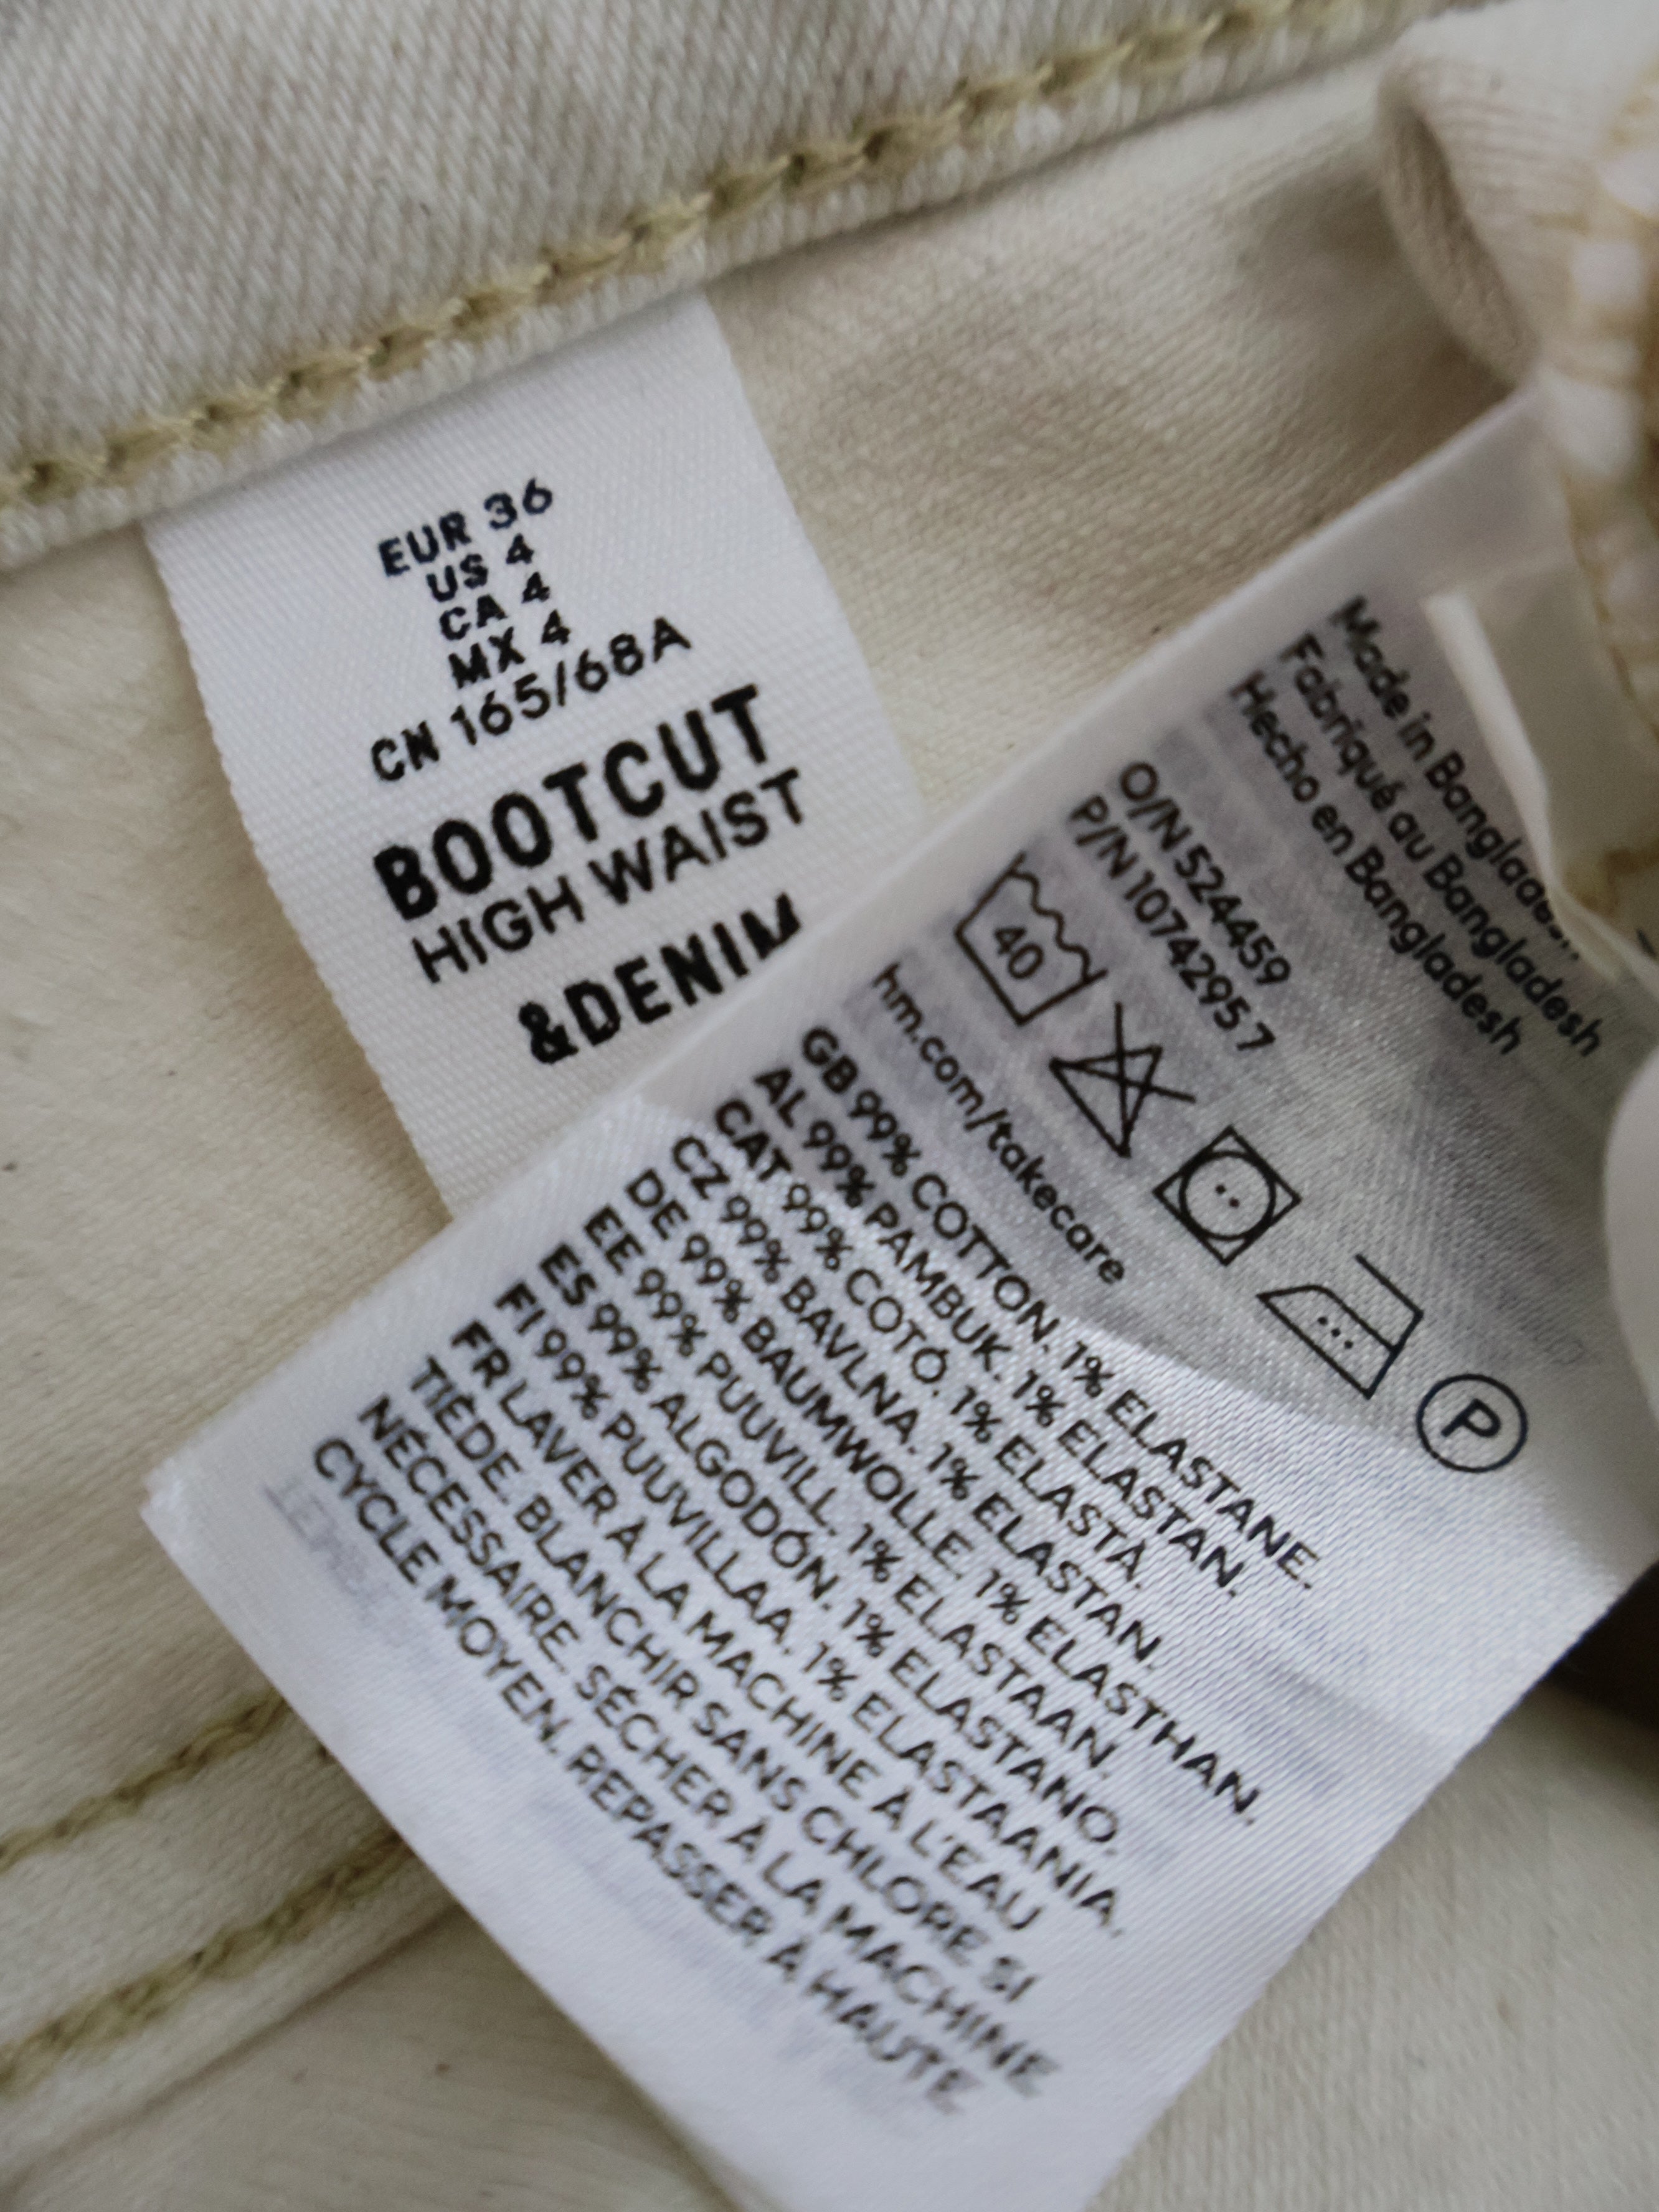 EUR 36
US 4
CA 4
MX 4
CN 165/68A
BOOTCUT
HIGH WAIST
&DENIM
Made in Bangladesh
Fabriqué au Bangladesh
Hecho en Bangladesh
O/N 524459
P/N 1074295 7
40
P
hm.com/takecare
GB 99% COTTON. 1% ELASTANE.
AL 99% PAMBUK. 1% ELASTAN.
CAT 99% COTÓ. 1% ELASTÀ.
CZ 99% BAVLNA. 1% ELASTAN.
DE 99% BAUMWOLLE. 1% ELASTHAN.
EE 99% PUUVILL. 1% ELASTAAN.
ES 99% ALGODÓN. 1% ELASTANO.
FI 99% PUUVILLAA. 1% ELASTAANIA.
FR LAVER À LA MACHINE À L'EAU
TIÈDE. BLANCHIR SANS CHLORE SI
NÉCESSAIRE. SÉCHER À LA MACHINE
CYCLE MOYEN. REPASSER À HAUTE